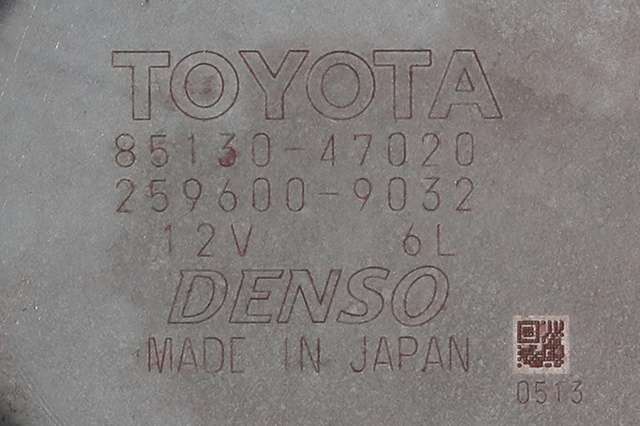 TOYOTA
85130-47020
259600-9032
12V 6L
DENSO
MADE IN JAPAN
0513